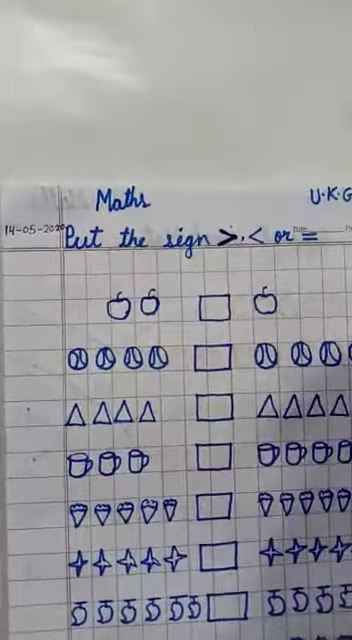 Maths
U.K.G
14-05-2020
Put the sign >, < or =